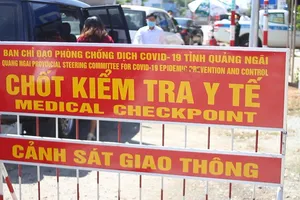 BAN CHỈ ĐẠO PHÒNG CHỐNG DỊCH COVID-19 TỈNH QUẢNG NGÃI
QUANG NGAI PROVINCIAL STEERING COMMITTEE FOR COVID-19 EPIDEMIC PREVENTION AND CONTROL
CHỐT KIỂM TRA Y TẾ
MEDICAL CHECKPOINT
CẢNH SÁT GIAO THÔNG